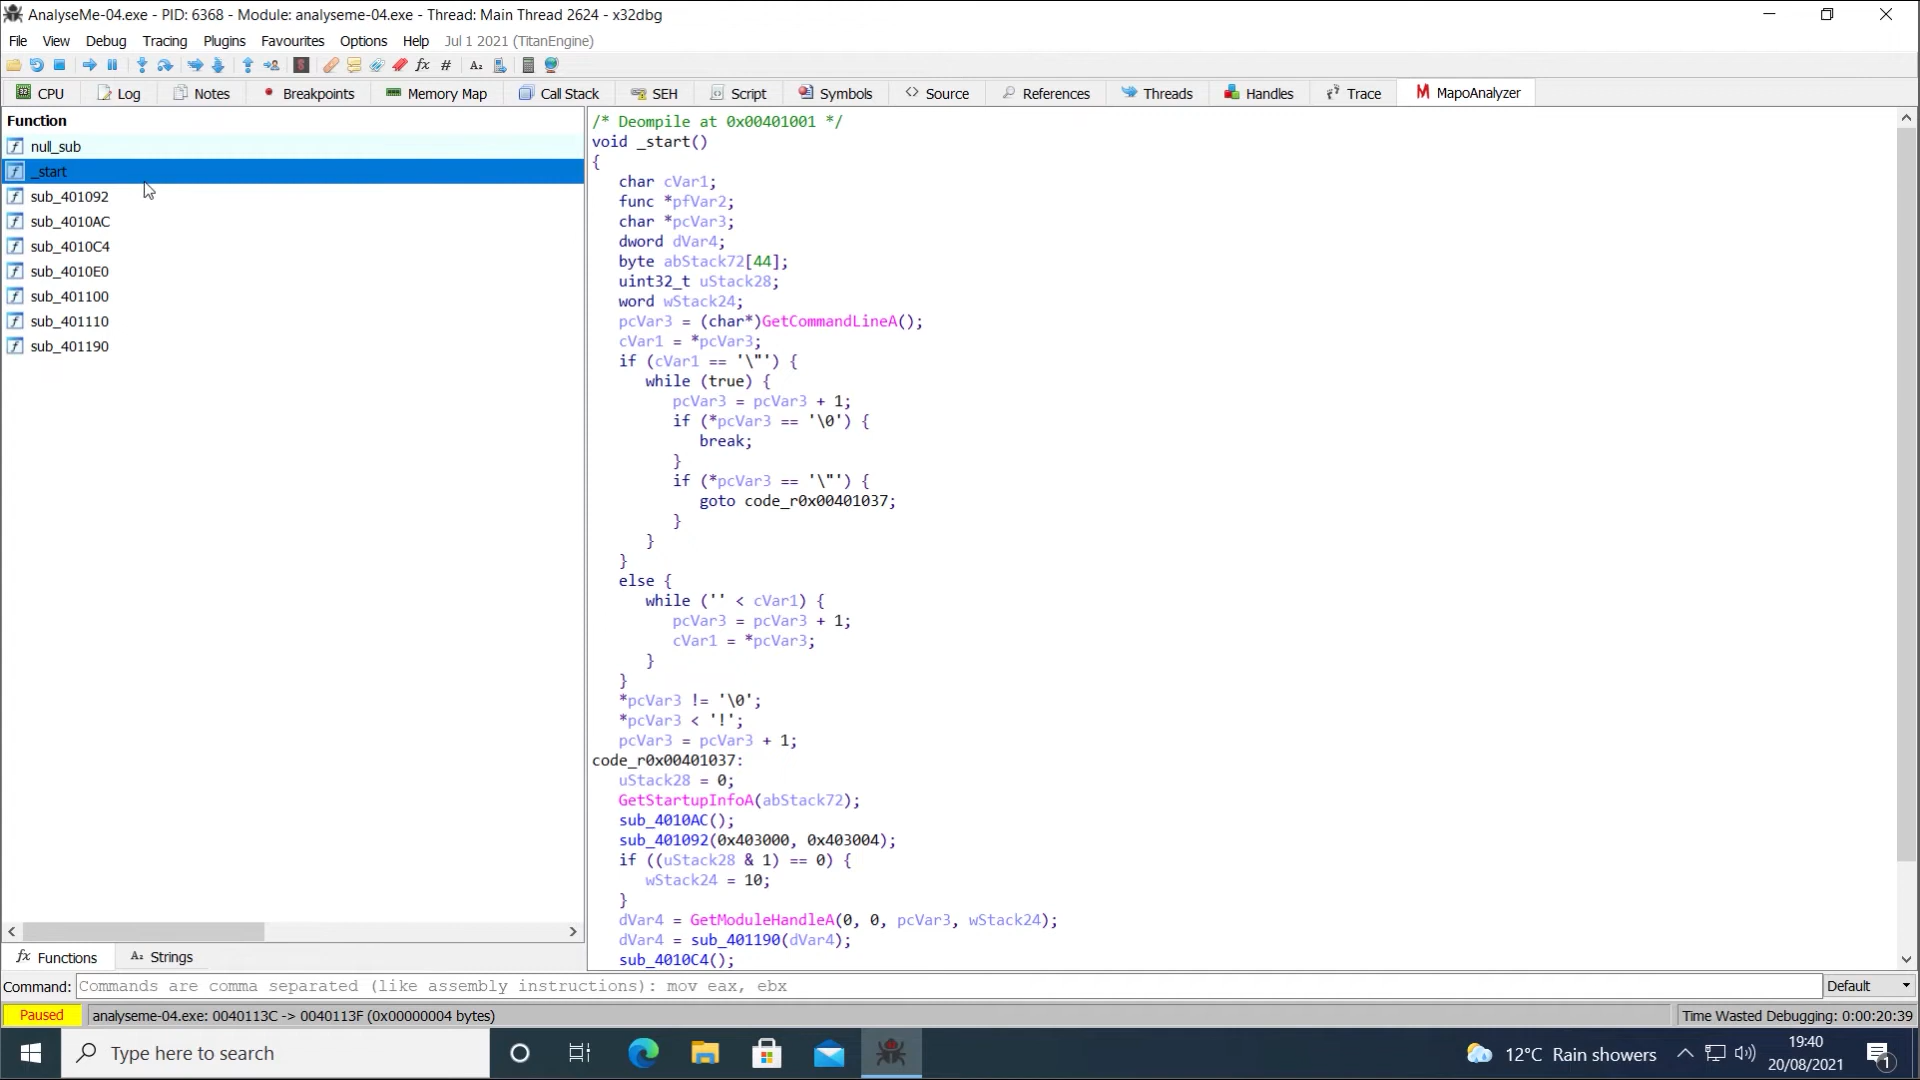 AnalyseMe-04.exe - PID: 6368 - Module: analyseme-04.exe - Thread: Main Thread 2624 - x32dbg
File View Debug Tracing Plugins Favourites Options Help Jul 1 2021 (TitanEngine)
CPU Log Notes Breakpoints Memory Map Call Stack SEH Script Symbols Source References Threads Handles Trace MapoAnalyzer
Function
null_sub
_start
sub_401092
sub_4010AC
sub_4010C4
sub_4010E0
sub_401100
sub_401110
sub_401190
Functions Strings
/* Deompile at 0x00401001 */
void _start()
{
char cVar1;
func *pfVar2;
char *pcVar3;
dword dVar4;
byte abStack72[44];
uint32_t uStack28;
word wStack24;
pcVar3 = (char*)GetCommandLineA();
cVar1 = *pcVar3;
if (cVar1 == '\"') {
while (true) {
pcVar3 = pcVar3 + 1;
if (*pcVar3 == '\0') {
break;
}
if (*pcVar3 == '\"') {
goto code_r0x00401037;
}
}
}
else {
while ('' < cVar1) {
pcVar3 = pcVar3 + 1;
cVar1 = *pcVar3;
}
}
*pcVar3 != '\0';
*pcVar3 < '!';
pcVar3 = pcVar3 + 1;
code_r0x00401037:
uStack28 = 0;
GetStartupInfoA(abStack72);
sub_4010AC();
sub_401092(0x403000, 0x403004);
if ((uStack28 & 1) == 0) {
wStack24 = 10;
}
dVar4 = GetModuleHandleA(0, 0, pcVar3, wStack24);
dVar4 = sub_401190(dVar4);
sub_4010C4();
Command: Commands are comma separated (like assembly instructions): mov eax, ebx Default
Paused analyseme-04.exe: 0040113C -> 0040113F (0x00000004 bytes) Time Wasted Debugging: 0:00:20:39
Type here to search 12°C Rain showers 19:40
20/08/2021 1